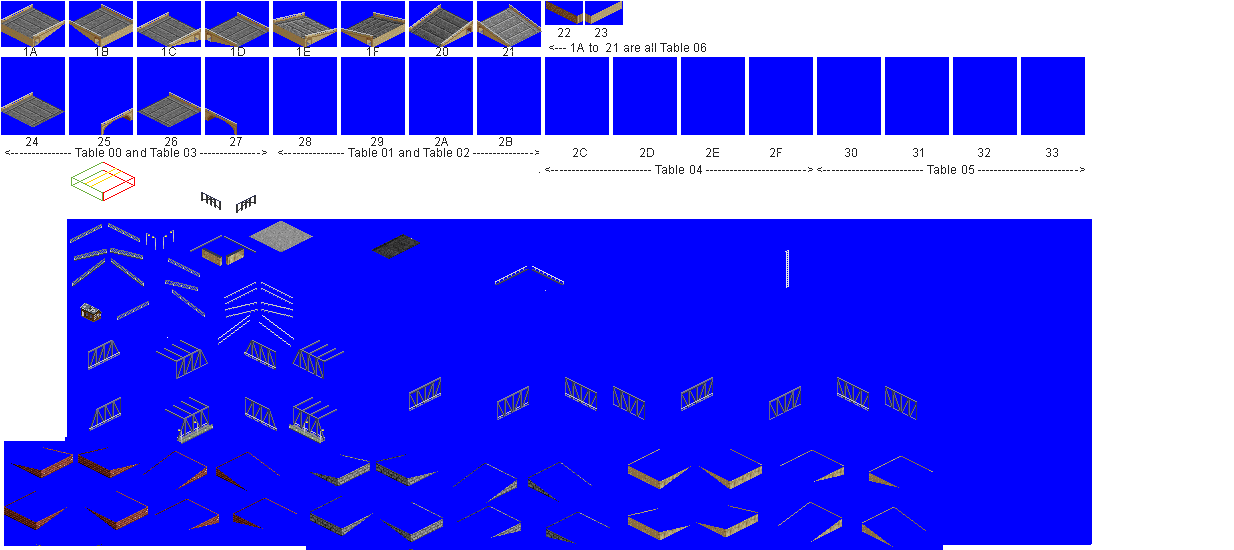 22 23
1A 1B 1C 1D 1E 1F 20 21
<--- 1A to 21 are all Table 06
24 25 26 27 28 29 2A 2B
<--------------- Table 00 and Table 03 ---------------> <-------------- Table 01 and Table 02 -------------->
2C 2D 2E 2F 30 31 32 33
. <------------------------ Table 04 ------------------------> <------------------------ Table 05 ------------------------>